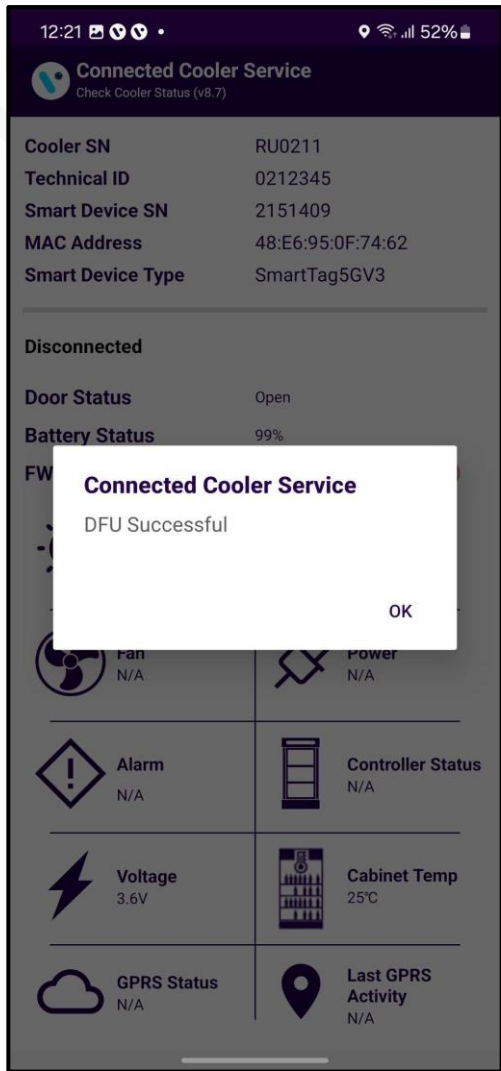 12:21
52%
Connected Cooler Service
Check Cooler Status (v8.7)
Cooler SN RU0211
Technical ID 0212345
Smart Device SN 2151409
MAC Address 48:E6:95:0F:74:62
Smart Device Type SmartTag5GV3
Disconnected
Door Status Open
Battery Status 99%
FW
Connected Cooler Service
DFU Successful
OK
Fan
N/A
Power
N/A
Alarm
N/A
Controller Status
N/A
Voltage
3.6V
Cabinet Temp
25°C
GPRS Status
N/A
Last GPRS
Activity
N/A